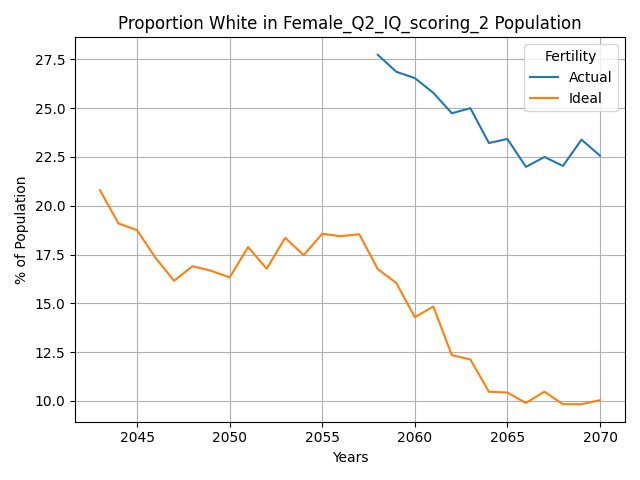 Proportion White in Female_Q2_IQ_scoring_2 Population
Fertility
Actual
Ideal
% of Population
27.5
25.0
22.5
20.0
17.5
15.0
12.5
10.0
2045 2050 2055 2060 2065 2070
Years